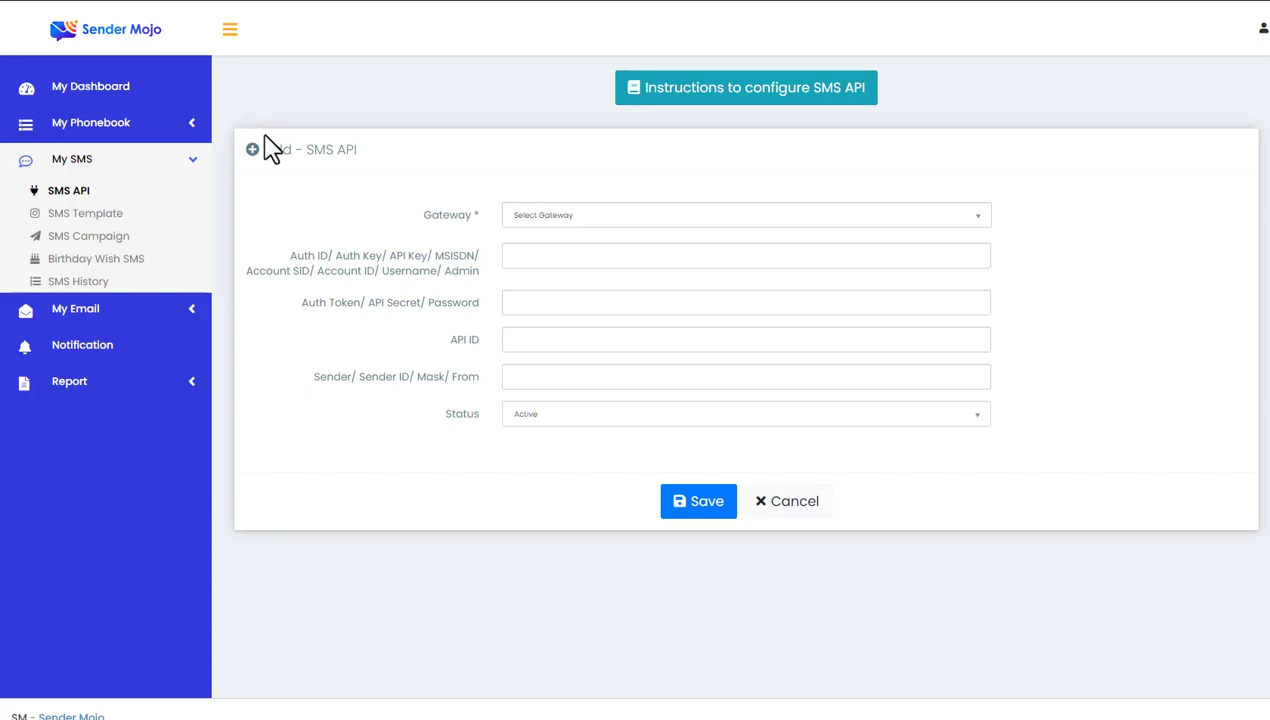 Sender Mojo
Instructions to configure SMS API
My Dashboard
My Phonebook
My SMS
SMS API
SMS Template
SMS Campaign
Birthday Wish SMS
SMS History
My Email
Notification
Report
- SMS API
Gateway *
Select Gateway
Auth ID/ Auth Key/ API Key/ MSISDN/
Account SID/ Account ID/ Username/ Admin
Auth Token/ API Secret/ Password
API ID
Sender/ Sender ID/ Mask/ From
Status
Active
Save
Cancel
SM - Sender Mojo